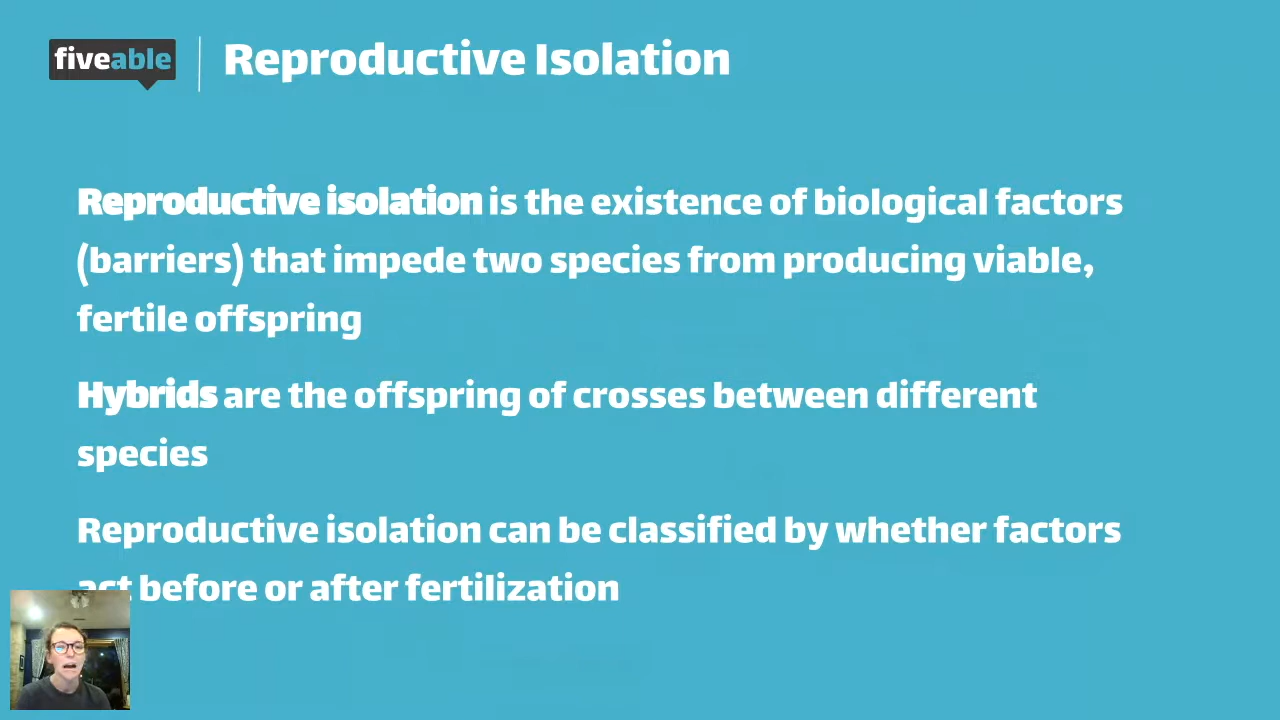 fiveable
Reproductive Isolation
Reproductive isolation is the existence of biological factors
(barriers) that impede two species from producing viable,
fertile offspring
Hybrids are the offspring of crosses between different
species
Reproductive isolation can be classified by whether factors
act before or after fertilization